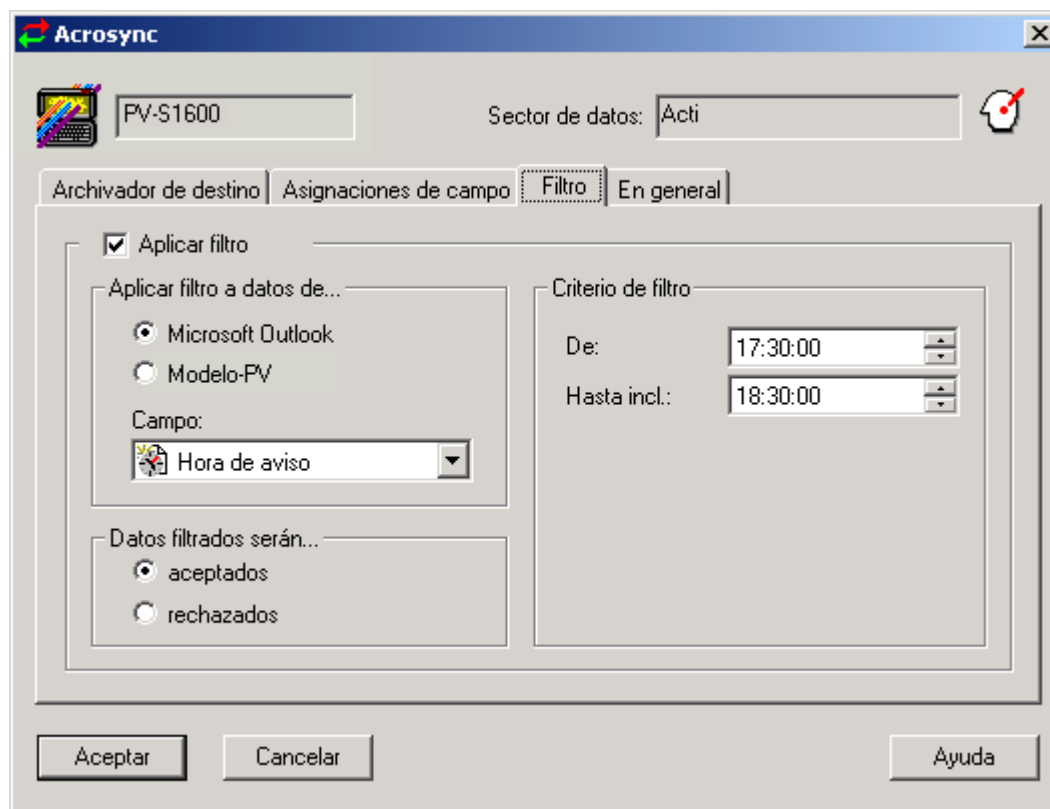 Acrosync
PV-S1600
Sector de datos: Acti
Archivador de destino Asignaciones de campo Filtro En general
Aplicar filtro
Aplicar filtro a datos de...
Microsoft Outlook
Modelo-PV
Campo:
Hora de aviso
Datos filtrados serán...
aceptados
rechazados
Criterio de filtro
De: 17:30:00
Hasta incl.: 18:30:00
Aceptar Cancelar Ayuda